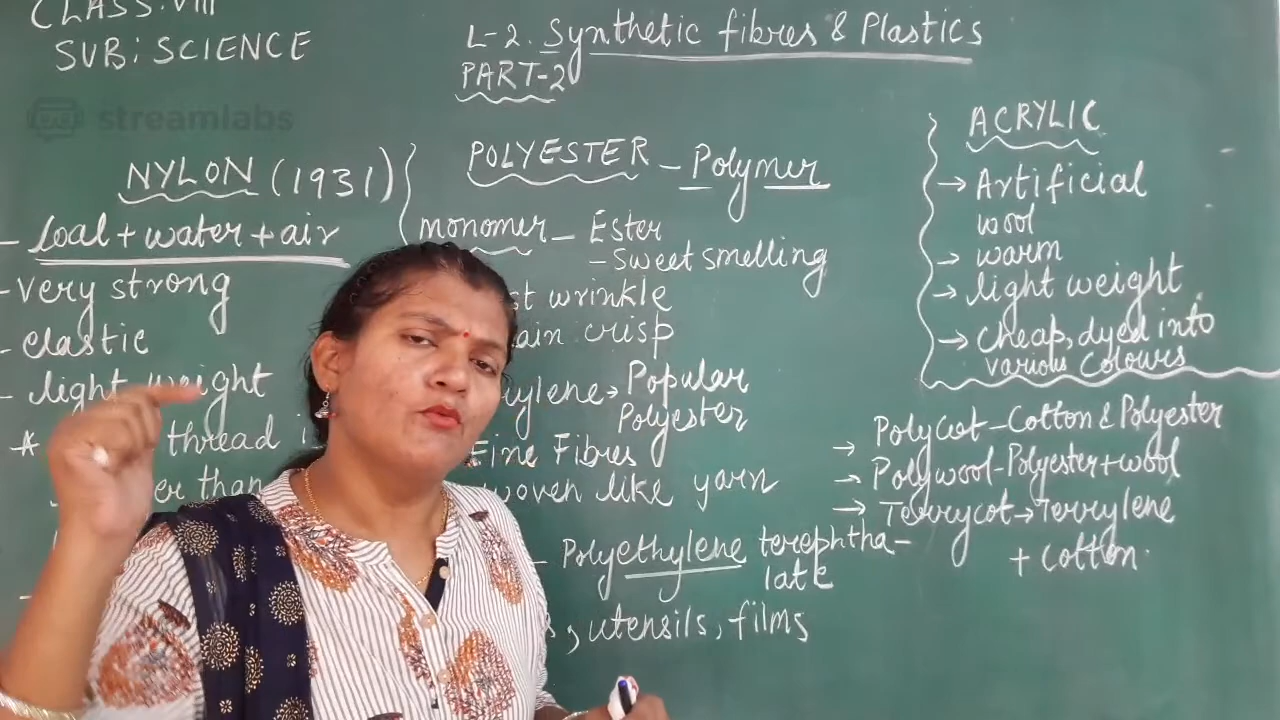 CLASS: VIII
SUB: SCIENCE
L-2. Synthetic fibres & Plastics
PART-2
streamlabs
NYLON (1931)
- Coal + water + air
- very strong
- elastic
- light weight
* thread
than
POLYESTER - Polymer
monomer - Ester
- Sweet smelling
wrinkle
crisp
Popular
Polyester
Fine Fibres
woven like yarn
- Polyethylene terephtha-
late
, utensils, films
ACRYLIC
→ Artificial
wool
→ warm
→ light weight
→ cheap, dyed into
various colours
→ Polycot - Cotton & Polyester
→ Polywool - Polyester + wool
→ Terrycot → Terrylene
+ cotton